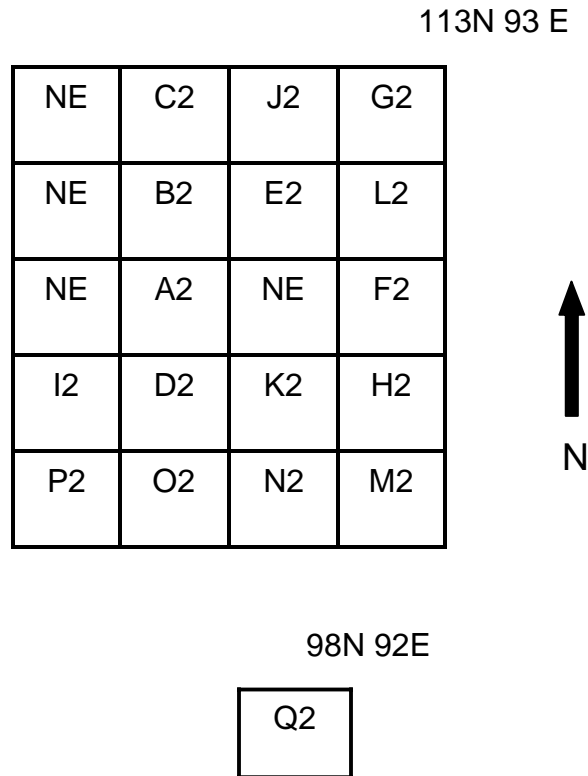 113N 93 E
NE C2 J2 G2
NE B2 E2 L2
NE A2 NE F2
I2 D2 K2 H2
N
P2 O2 N2 M2
98N 92E
Q2